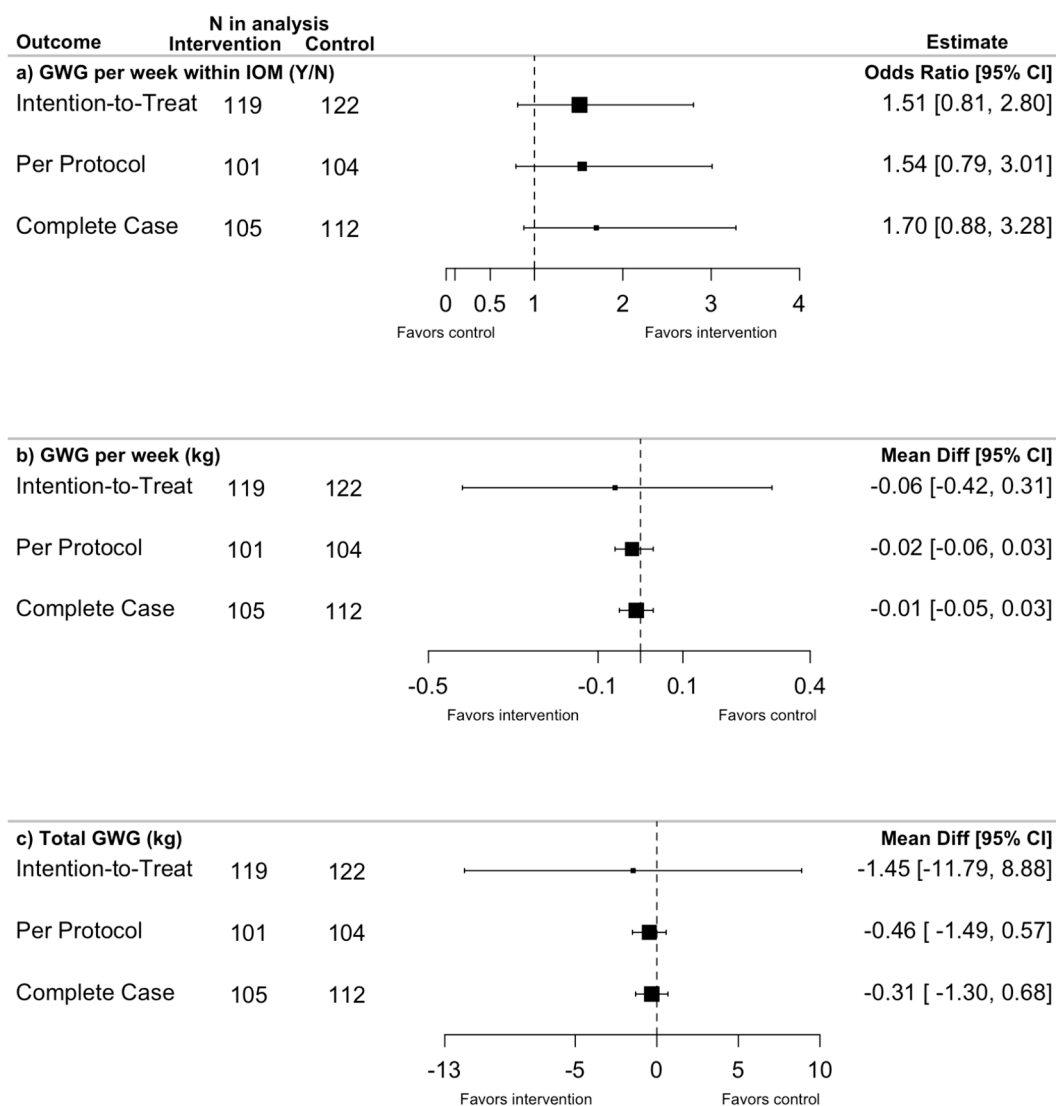 N in analysis
Outcome Intervention Control Estimate
a) GWG per week within IOM (Y/N) Odds Ratio [95% CI]
Intention-to-Treat 119 122 1.51 [0.81, 2.80]
Per Protocol 101 104 1.54 [0.79, 3.01]
Complete Case 105 112 1.70 [0.88, 3.28]
0 0.5 1 2 3 4
Favors control Favors intervention
b) GWG per week (kg) Mean Diff [95% CI]
Intention-to-Treat 119 122 -0.06 [-0.42, 0.31]
Per Protocol 101 104 -0.02 [-0.06, 0.03]
Complete Case 105 112 -0.01 [-0.05, 0.03]
-0.5 -0.1 0.1 0.4
Favors intervention Favors control
c) Total GWG (kg) Mean Diff [95% CI]
Intention-to-Treat 119 122 -1.45 [-11.79, 8.88]
Per Protocol 101 104 -0.46 [ -1.49, 0.57]
Complete Case 105 112 -0.31 [ -1.30, 0.68]
-13 -5 0 5 10
Favors intervention Favors control